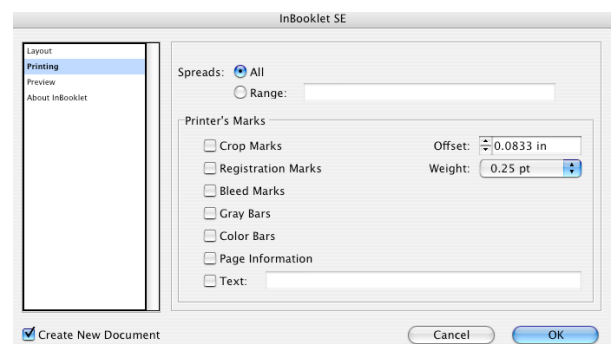 InBooklet SE
Layout
Printing
Preview
About InBooklet
Spreads: All
Range:
Printer's Marks
Crop Marks Offset: 0.0833 in
Registration Marks Weight: 0.25 pt
Bleed Marks
Gray Bars
Color Bars
Page Information
Text:
Create New Document Cancel OK